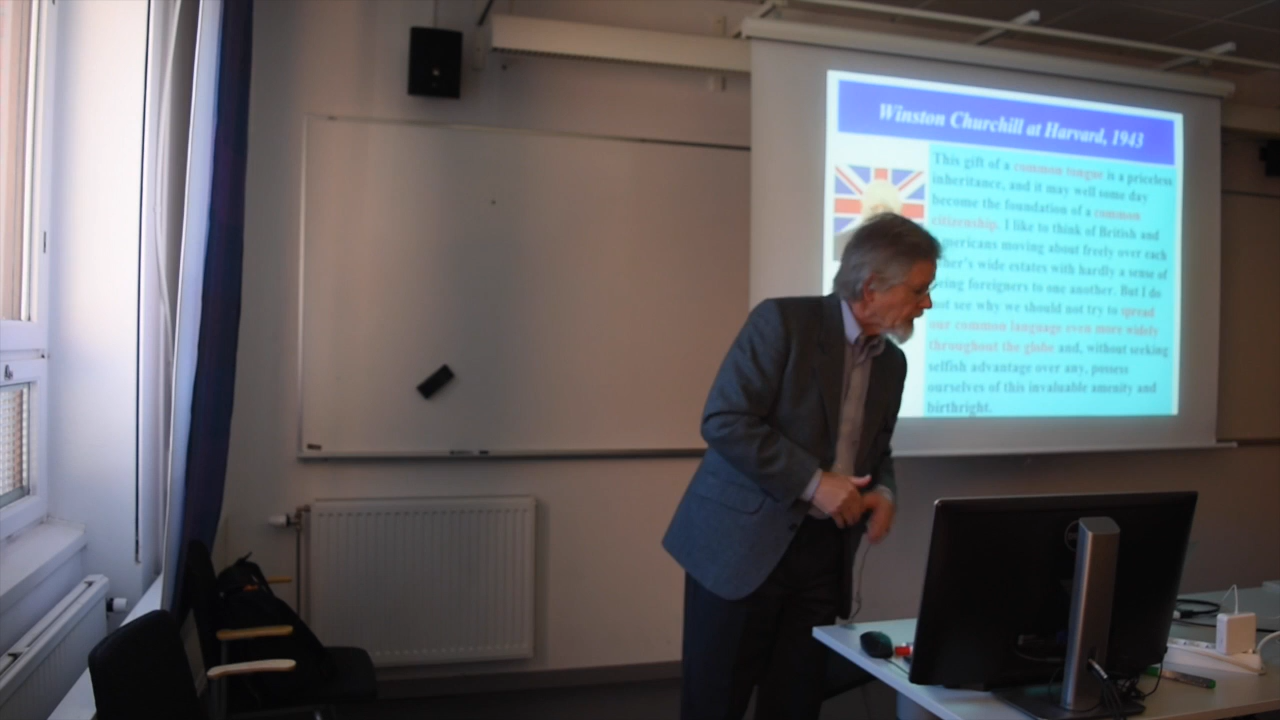 Winston Churchill at Harvard, 1943
This gift of a common tongue is a priceless
inheritance, and it may well some day
become the foundation of a common
citizenship. I like to think of British and
mericans moving about freely over each
her's wide estates with hardly a sense of
eing foreigners to one another. But I do
not see why we should not try to spread
our common language even more widely
throughout the globe and, without seeking
selfish advantage over any, possess
ourselves of this invaluable amenity and
birthright.